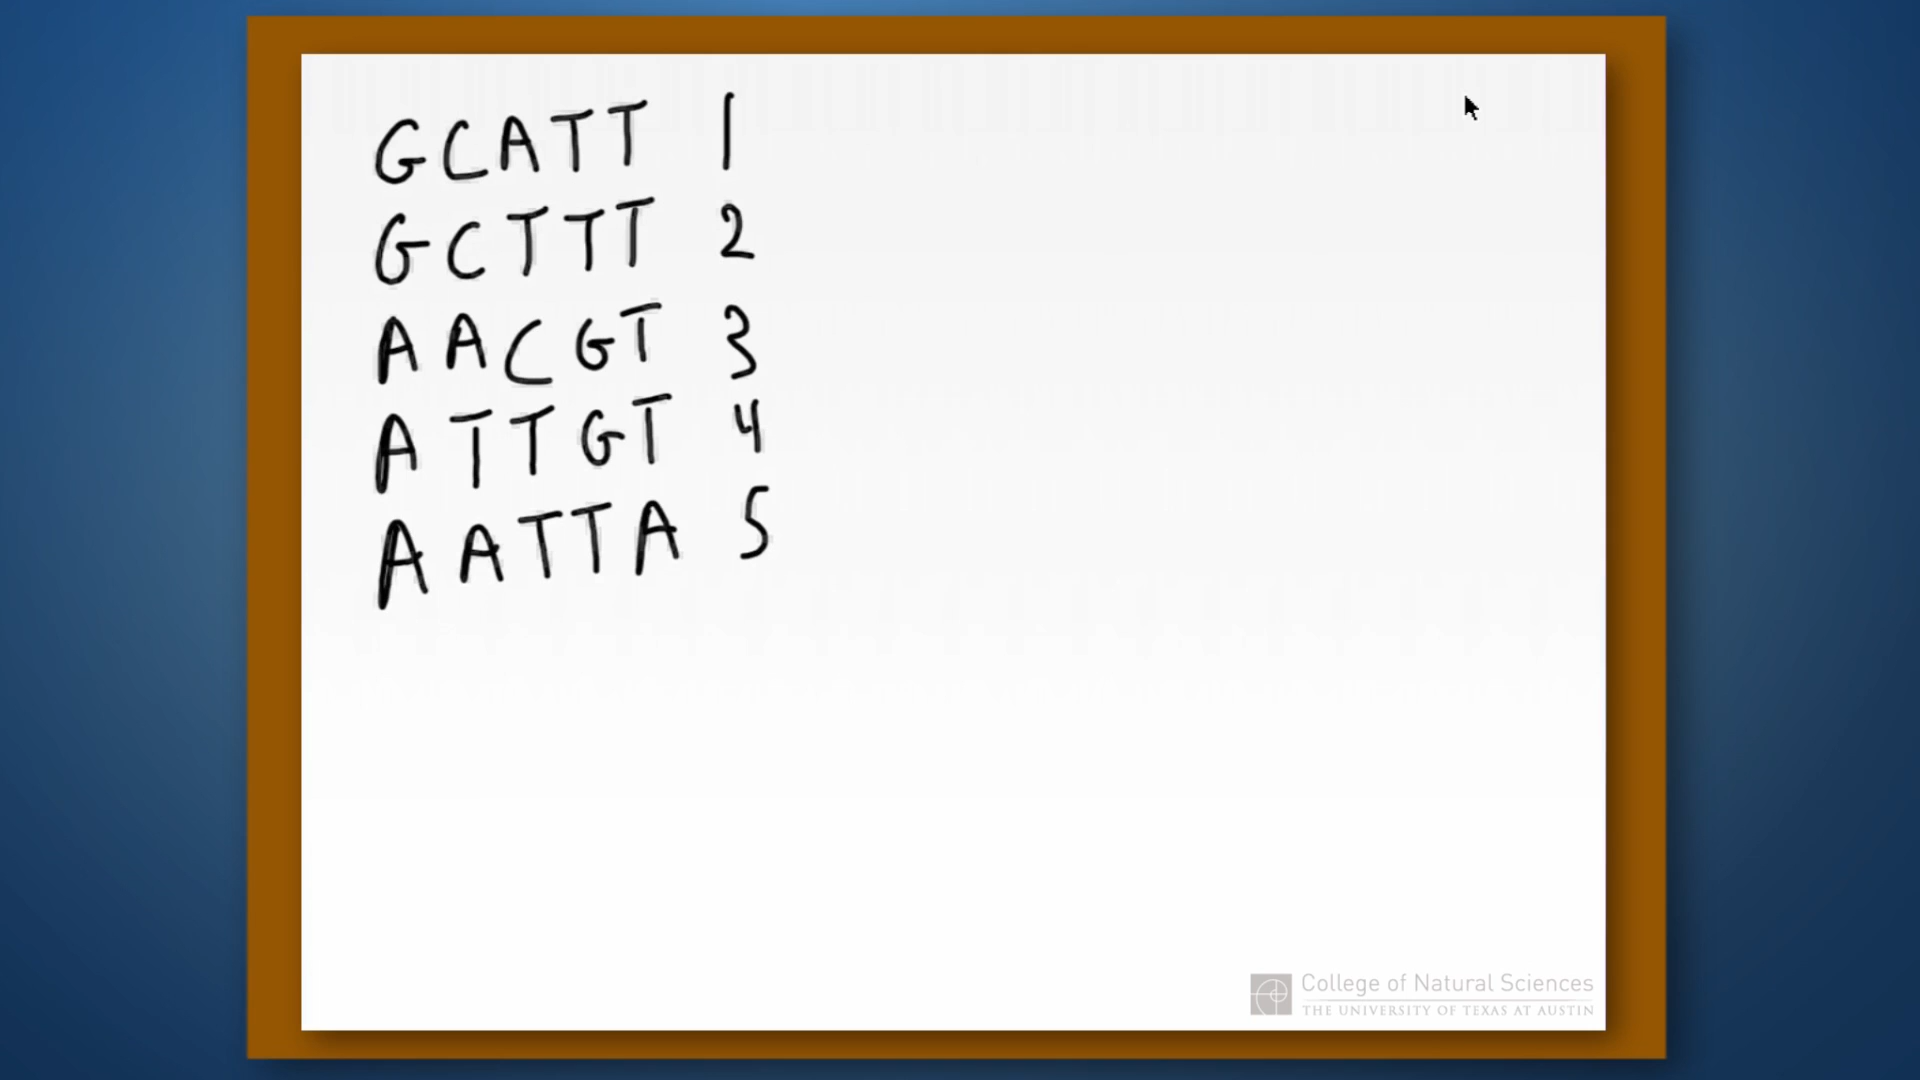 GCATT 1
GCTTT 2
AACGT 3
ATTGT 4
AATTA 5
College of Natural Sciences
THE UNIVERSITY OF TEXAS AT AUSTIN